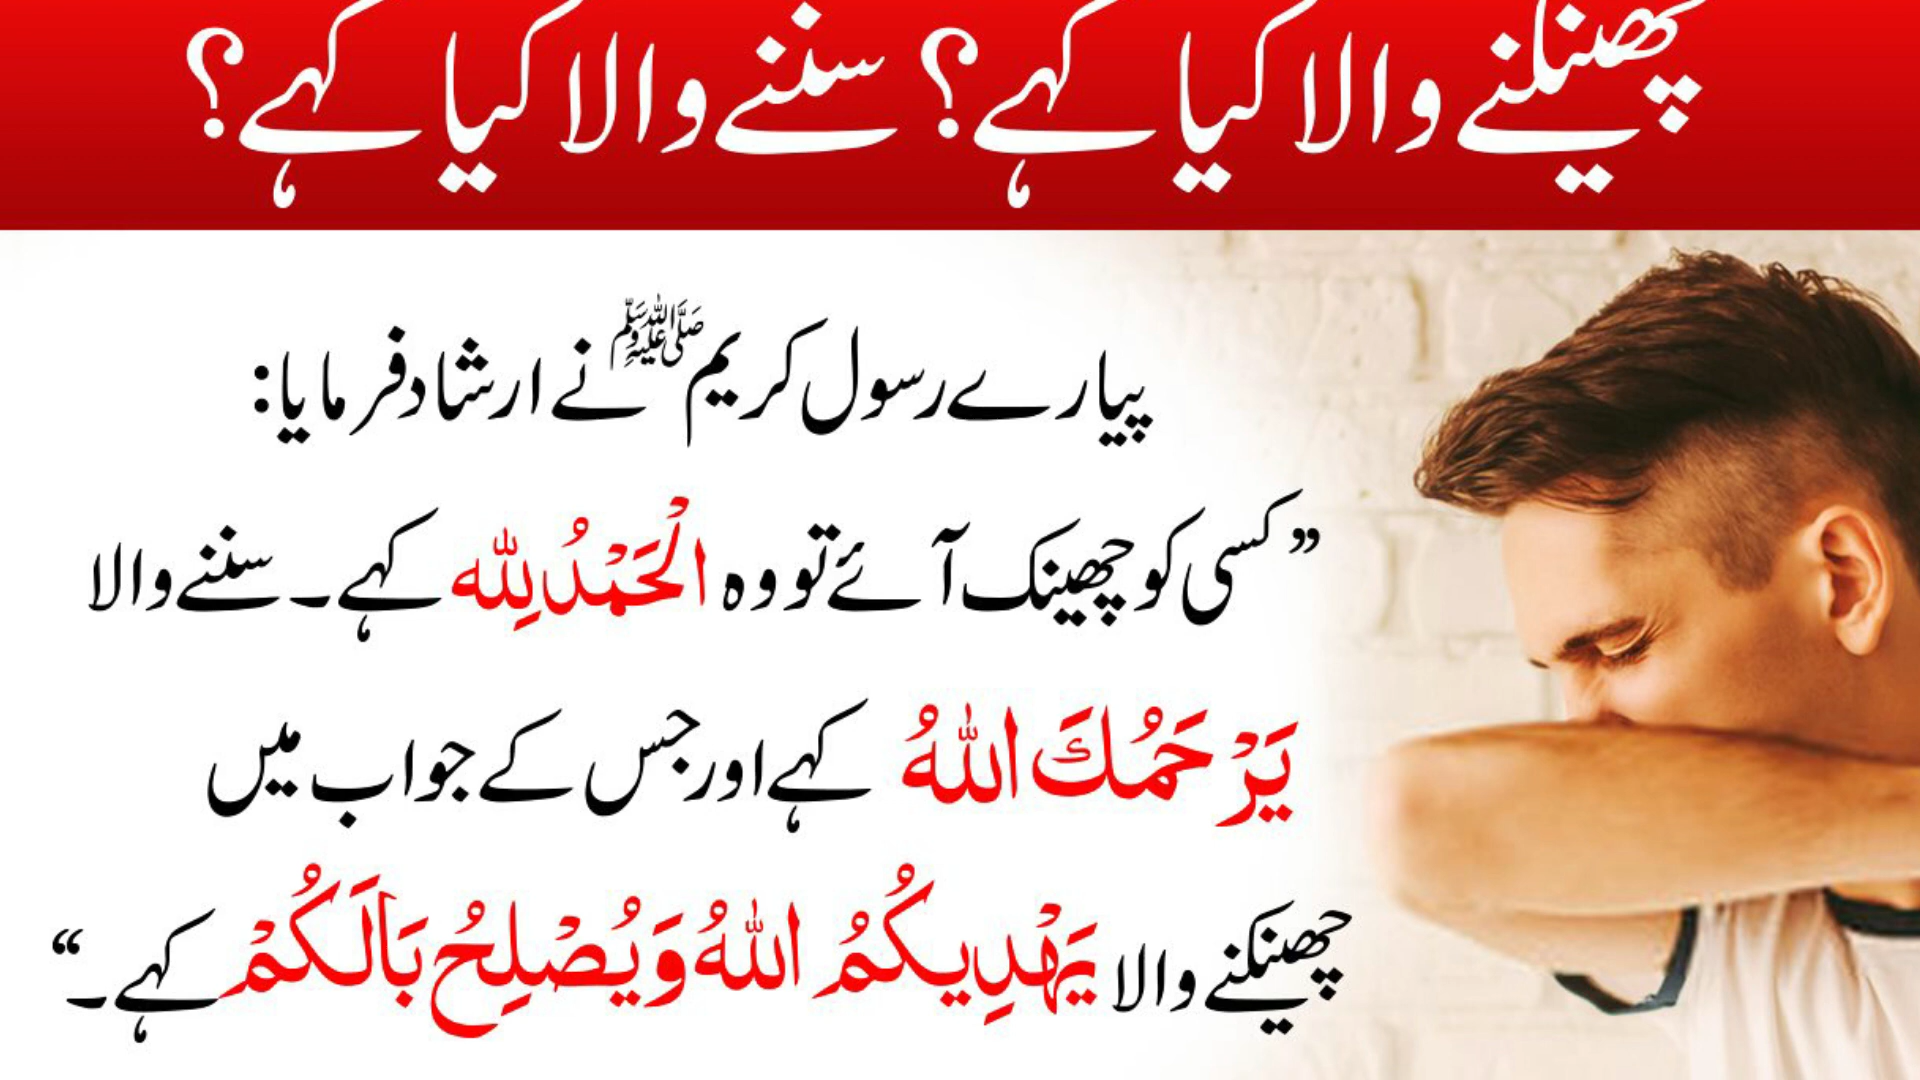 چھینکنے والا کیا کہے؟ سننے والا کیا کہے؟
پیارے رسول کریم ﷺ نے ارشاد فرمایا:
”کسی کو چھینک آئے تو وہ اَلْحَمْدُ لِلّٰه کہے۔ سننے والا
یَرْحَمُكَ اللّٰهُ کہے اور جس کے جواب میں
چھینکنے والا یَهْدِیكُمُ اللّٰهُ وَیُصْلِحُ بَالَكُمْ کہے۔“